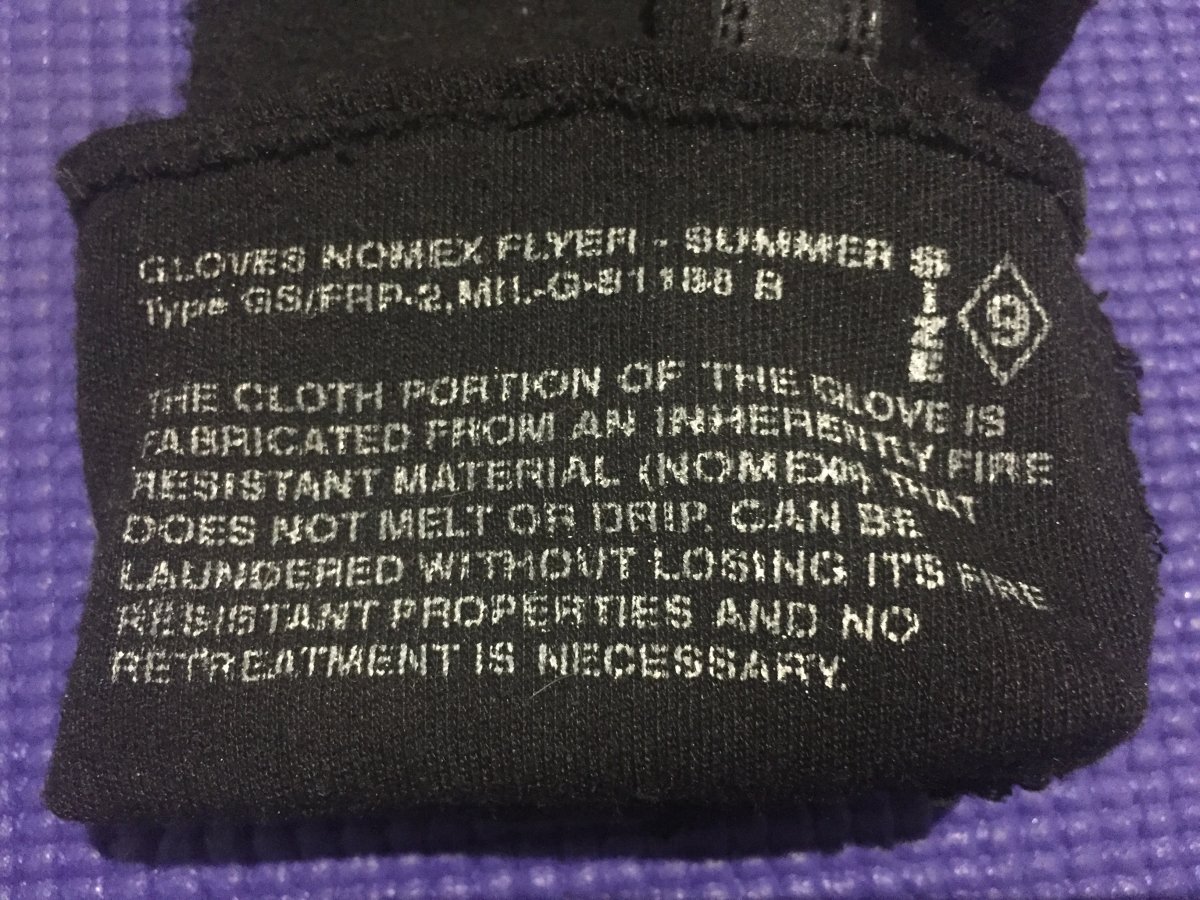 GLOVES NOMEX FLYER - SUMMER
Type GS/FRP-2, MIL-G-81188 B
SIZE 9
THE CLOTH PORTION OF THE GLOVE IS
FABRICATED FROM AN INHERENTLY FIRE
RESISTANT MATERIAL (NOMEX) THAT
DOES NOT MELT OR DRIP. CAN BE
LAUNDERED WITHOUT LOSING ITS FIRE
RESISTANT PROPERTIES AND NO
RETREATMENT IS NECESSARY.